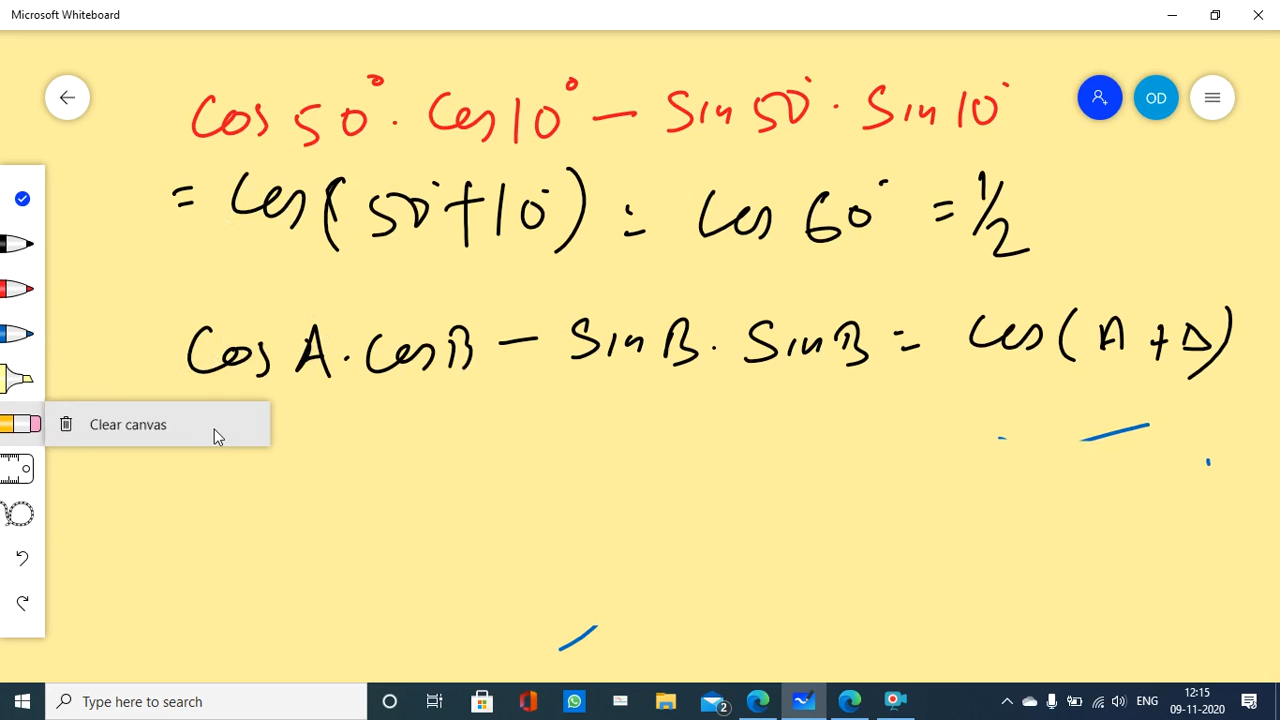 Microsoft Whiteboard
Cos 50° . Cos 10° — Sin 50° . Sin 10°
= Cos ( 50° + 10° ) = Cos 60° = 1/2
OD
Cos A . Cos B — Sin B . Sin B = Cos ( A + B )
Clear canvas
Type here to search
2
ENG
12:15
09-11-2020